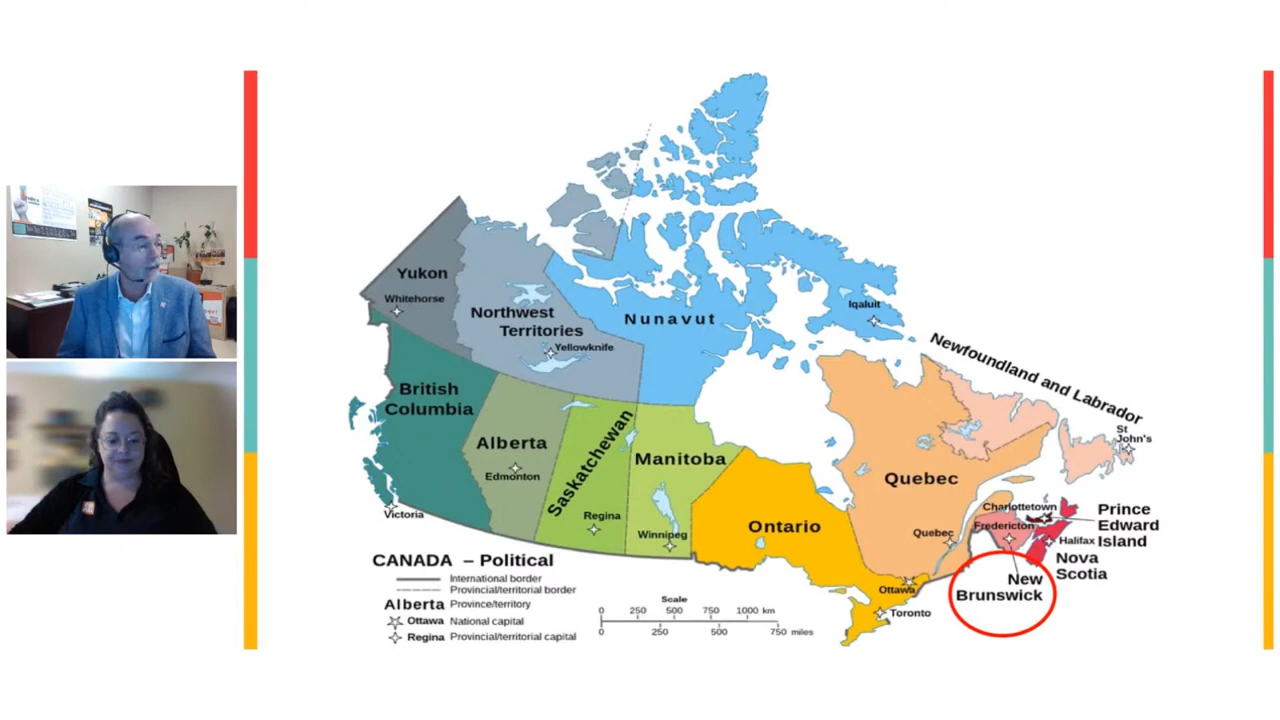 Yukon
Whitehorse
Northwest
Territories
Yellowknife
Nunavut
Iqaluit
Newfoundland and Labrador
St
John's
British
Columbia
Victoria
Alberta
Edmonton
Saskatchewan
Regina
Manitoba
Winnipeg
Ontario
Ottawa
Toronto
Quebec
Quebec
Charlottetown
Fredericton
Halifax
Prince
Edward
Island
Nova
Scotia
New
Brunswick
CANADA – Political
International border
Provincial/territorial border
Alberta Province/territory
Ottawa National capital
Regina Provincial/territorial capital
Scale
0 250 500 750 1000 km
0 250 500 750 miles